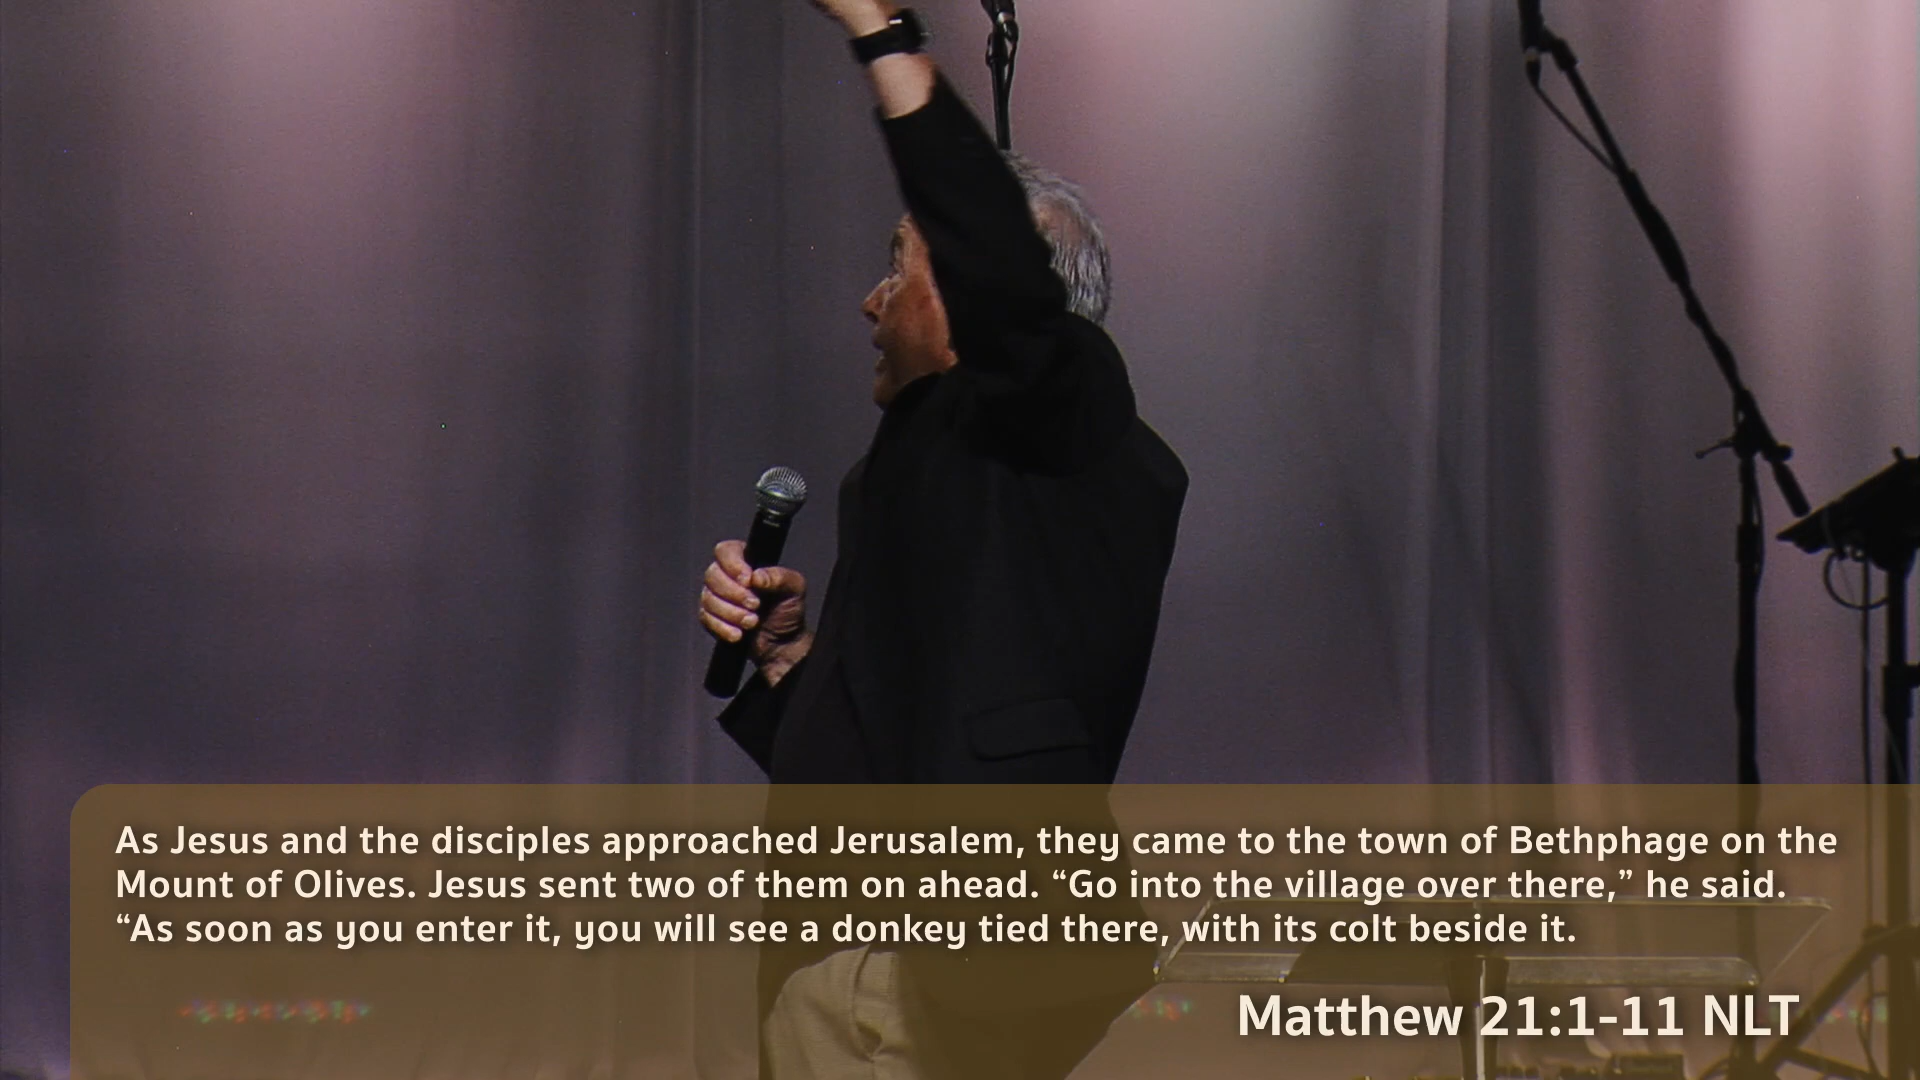 As Jesus and the disciples approached Jerusalem, they came to the town of Bethphage on the
Mount of Olives. Jesus sent two of them on ahead. “Go into the village over there,” he said.
“As soon as you enter it, you will see a donkey tied there, with its colt beside it.
Matthew 21:1-11 NLT